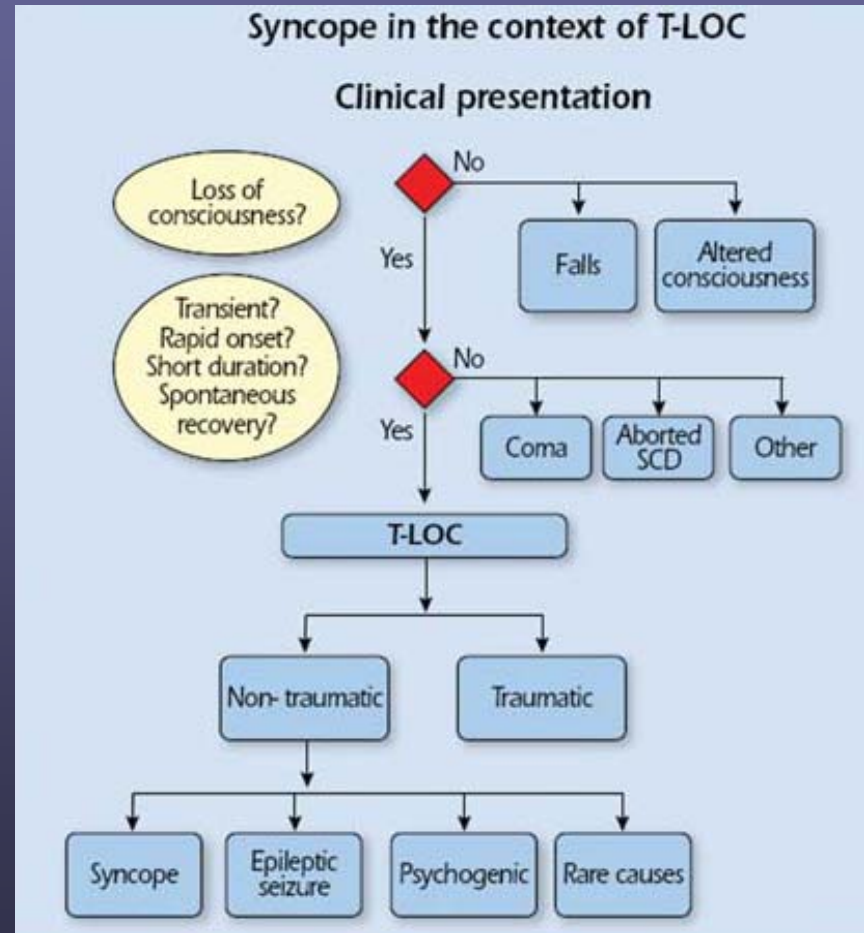 Syncope in the context of T-LOC
Clinical presentation
Loss of
consciousness?
No
Yes
Falls
Altered
consciousness
Transient?
Rapid onset?
Short duration?
Spontaneous
recovery?
No
Yes
Coma
Aborted
SCD
Other
T-LOC
Non- traumatic
Traumatic
Syncope
Epileptic
seizure
Psychogenic
Rare causes